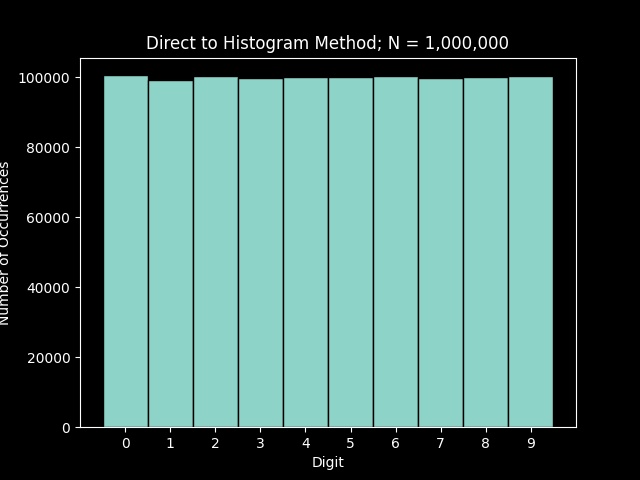 Direct to Histogram Method; N = 1,000,000
100000
80000
60000
40000
20000
0
Number of Occurrences
0 1 2 3 4 5 6 7 8 9
Digit